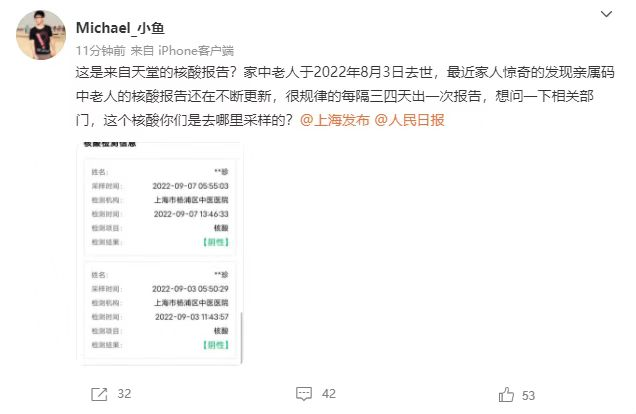 Michael_小鱼
11分钟前 来自 iPhone客户端
这是来自天堂的核酸报告？家中老人于2022年8月3日去世，最近家人惊奇的发现亲属码
中老人的核酸报告还在不断更新，很规律的每隔三四天出一次报告，想问一下相关部
门，这个核酸你们是去哪里采样的？@上海发布 @人民日报
核酸检测信息
姓名： **珍
采样时间： 2022-09-07 05:55:03
检测机构： 上海市杨浦区中医医院
检测时间： 2022-09-07 13:46:33
检测项目： 核酸
检测结果： 【阴性】
姓名： **珍
采样时间： 2022-09-03 05:50:29
检测机构： 上海市杨浦区中医医院
检测时间： 2022-09-03 11:43:57
检测项目： 核酸
检测结果： 【阴性】
32 42 53